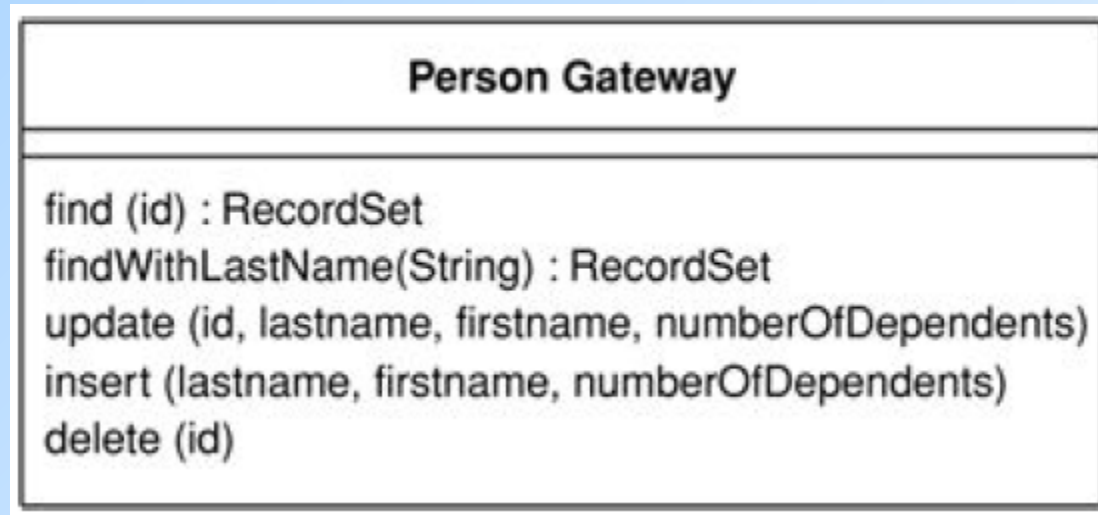 Person Gateway
find (id) : RecordSet
findWithLastName(String) : RecordSet
update (id, lastname, firstname, numberOfDependents)
insert (lastname, firstname, numberOfDependents)
delete (id)